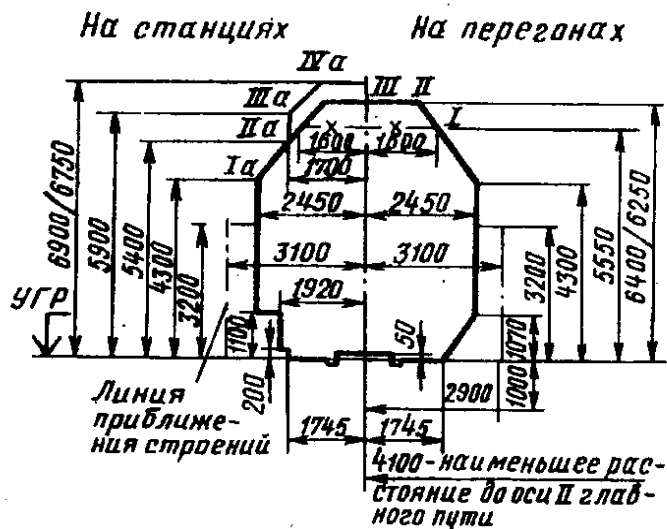 На станциях
На перегонах
IVа
III II
IIIа
IIа
I
1600 1600
1700
Iа
2450 2450
3100 3100
1920
6900/6750
5900
5400
4300
3200
3200
4300
5550
6400/6250
УГР
1100
50
1070
200
2900
1000
1745 1745
Линия
приближе-
ния строений
4100-наименьшее рас-
стояние до оси II глав-
ного пути